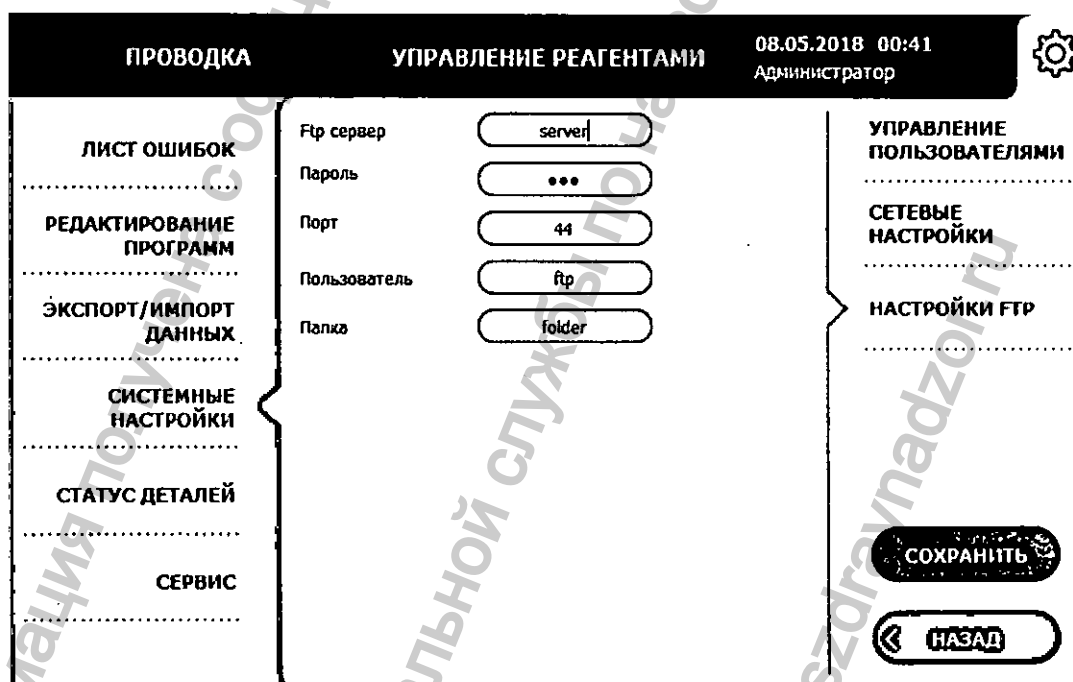 ПРОВОДКА
УПРАВЛЕНИЕ РЕАГЕНТАМИ
08.05.2018 00:41
Администратор
ЛИСТ ОШИБОК
РЕДАКТИРОВАНИЕ
ПРОГРАММ
ЭКСПОРТ/ИМПОРТ
ДАННЫХ
СИСТЕМНЫЕ
НАСТРОЙКИ
СТАТУС ДЕТАЛЕЙ
СЕРВИС
Ftp сервер
server
Пароль
•••
Порт
44
Пользователь
ftp
Папка
folder
УПРАВЛЕНИЕ
ПОЛЬЗОВАТЕЛЯМИ
СЕТЕВЫЕ
НАСТРОЙКИ
НАСТРОЙКИ FTP
СОХРАНИТЬ
НАЗАД